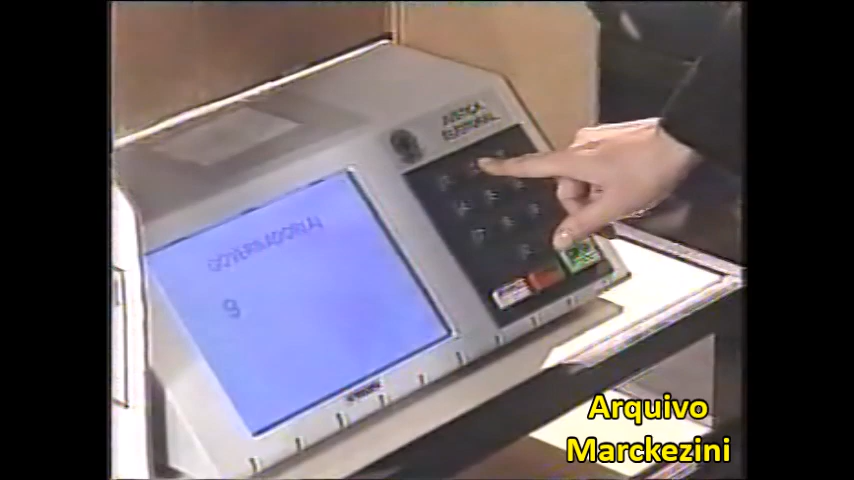 JUSTIÇA
ELEITORAL
GOVERNADOR(A)
9
Arquivo
Marckezini